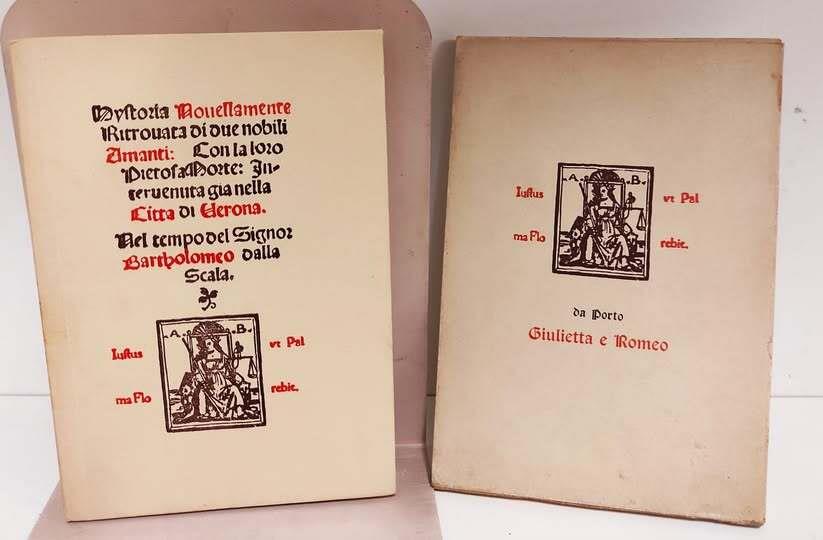 Hystoria Nouellamente
Ritrouata di due nobili
Amanti: Con la loro
Pietosa Morte: In-
teruenuta gia nella
Citta di Uerona.
Nel tempo del Signor
Bartholomeo dalla
Scala.
A. B.
Iustus vt Pal
ma Flo rebit.
A. B.
Iustus vt Pal
ma Flo rebit.
da Porto
Giulietta e Romeo